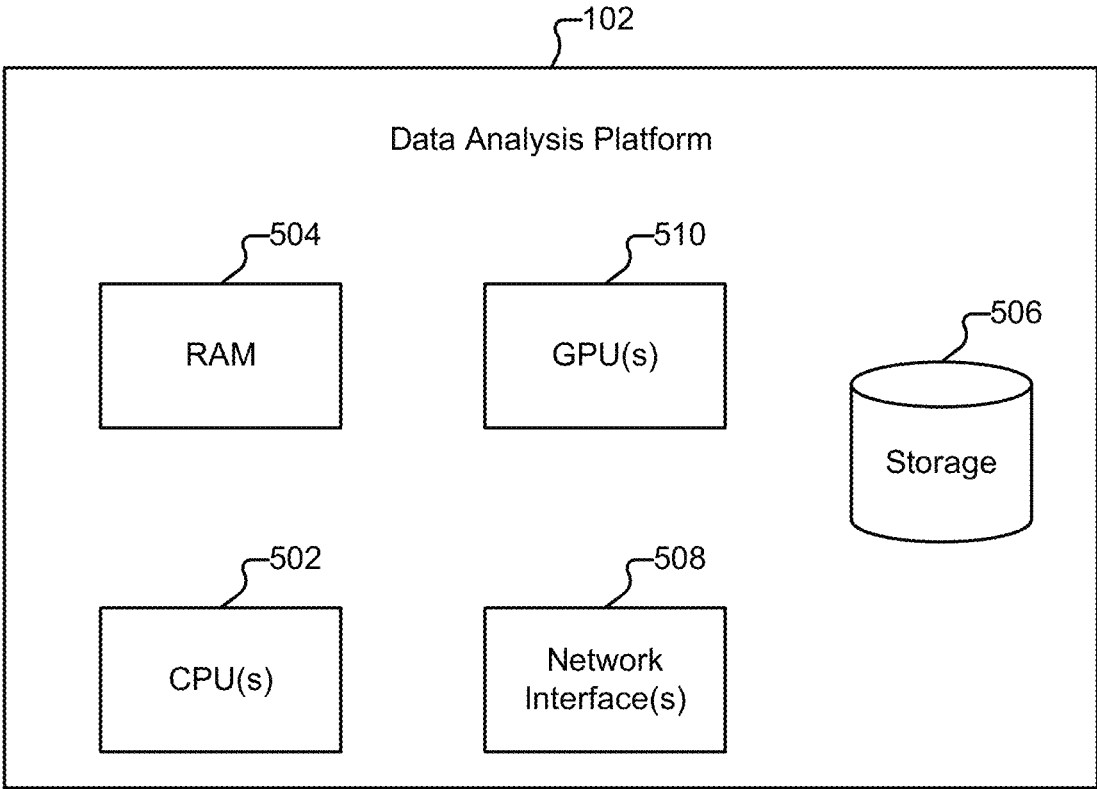 102
Data Analysis Platform
504
RAM
510
GPU(s)
506
Storage
502
CPU(s)
508
Network
Interface(s)